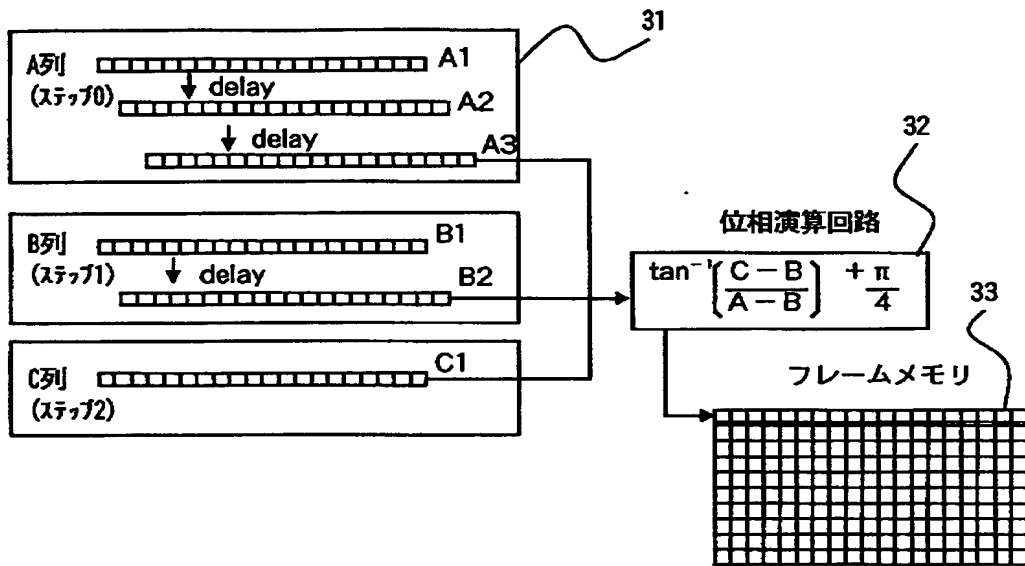 31
A列
(ステップ0)
A1
delay
A2
delay
A3
B列
(ステップ1)
B1
delay
B2
C列
(ステップ2)
C1
32
位相演算回路
tan⁻¹[(C−B)/(A−B)] + π/4
33
フレームメモリ